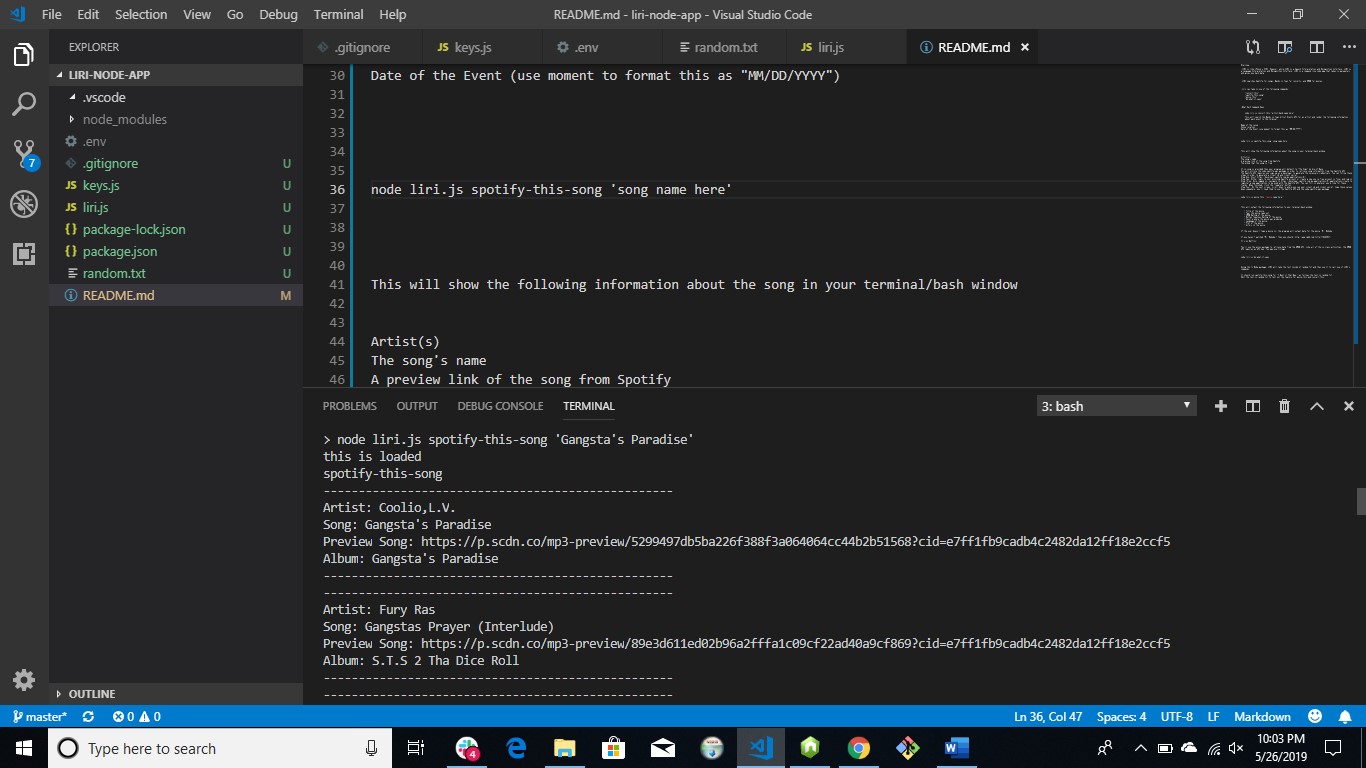 File Edit Selection View Go Debug Terminal Help README.md - liri-node-app - Visual Studio Code
EXPLORER
LIRI-NODE-APP
.vscode
node_modules
.env
.gitignore U
keys.js U
liri.js U
package-lock.json U
package.json U
random.txt U
README.md M
OUTLINE
7
.gitignore JS keys.js .env random.txt JS liri.js README.md
30 Date of the Event (use moment to format this as "MM/DD/YYYY")
31
32
33
34
35
36 node liri.js spotify-this-song 'song name here'
37
38
39
40
41 This will show the following information about the song in your terminal/bash window
42
43
44 Artist(s)
45 The song's name
46 A preview link of the song from Spotify
PROBLEMS OUTPUT DEBUG CONSOLE TERMINAL 3: bash
> node liri.js spotify-this-song 'Gangsta's Paradise'
this is loaded
spotify-this-song
--------------------------------------------------
Artist: Coolio,L.V.
Song: Gangsta's Paradise
Preview Song: https://p.scdn.co/mp3-preview/5299497db5ba226f388f3a064064cc44b2b51568?cid=e7ff1fb9cadb4c2482da12ff18e2ccf5
Album: Gangsta's Paradise
--------------------------------------------------
--------------------------------------------------
Artist: Fury Ras
Song: Gangstas Prayer (Interlude)
Preview Song: https://p.scdn.co/mp3-preview/89e3d611ed02b96a2fffa1c09cf22ad40a9cf869?cid=e7ff1fb9cadb4c2482da12ff18e2ccf5
Album: S.T.S 2 Tha Dice Roll
--------------------------------------------------
--------------------------------------------------
master* 0 0 Ln 36, Col 47 Spaces: 4 UTF-8 LF Markdown
Type here to search 4 10:03 PM
5/26/2019